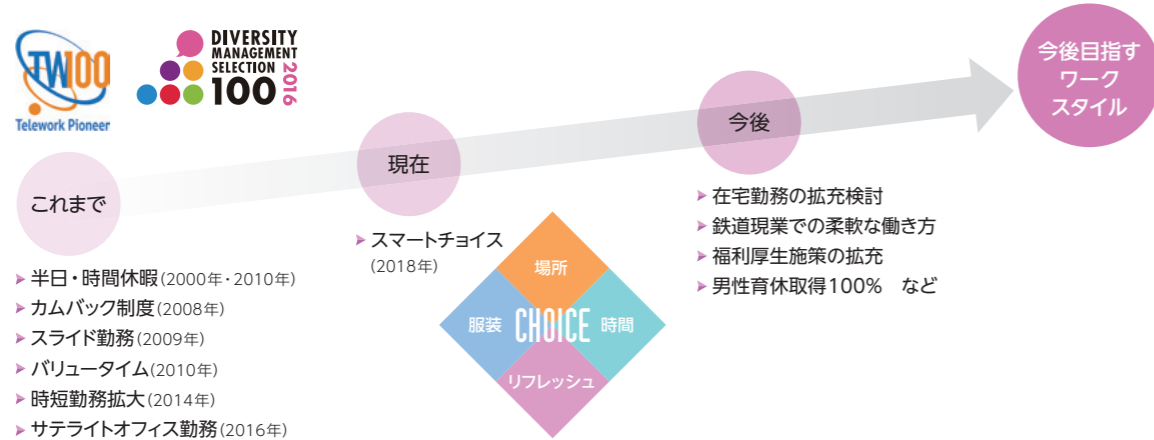 TW100
Telework Pioneer
DIVERSITY
MANAGEMENT
SELECTION
100
2016
これまで
▶ 半日・時間休暇(2000年・2010年)
▶ カムバック制度(2008年)
▶ スライド勤務(2009年)
▶ バリュータイム(2010年)
▶ 時短勤務拡大(2014年)
▶ サテライトオフィス勤務(2016年)
現在
▶ スマートチョイス
(2018年)
場所
服装 CHOICE 時間
リフレッシュ
今後
▶ 在宅勤務の拡充検討
▶ 鉄道現業での柔軟な働き方
▶ 福利厚生施策の拡充
▶ 男性育休取得100%　など
今後目指す
ワーク
スタイル